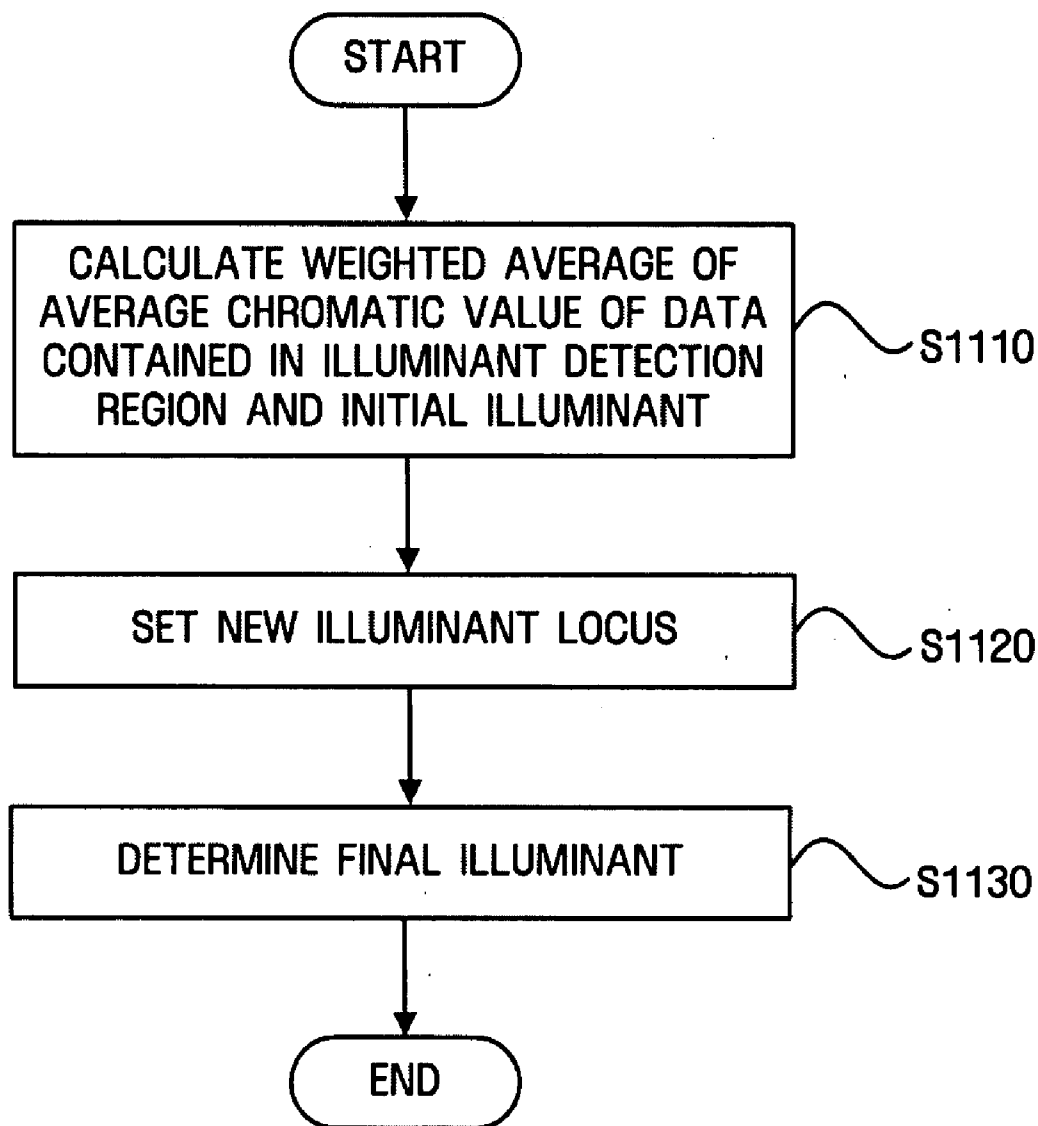 START
CALCULATE WEIGHTED AVERAGE OF
AVERAGE CHROMATIC VALUE OF DATA
CONTAINED IN ILLUMINANT DETECTION
REGION AND INITIAL ILLUMINANT
S1110
SET NEW ILLUMINANT LOCUS
S1120
DETERMINE FINAL ILLUMINANT
S1130
END